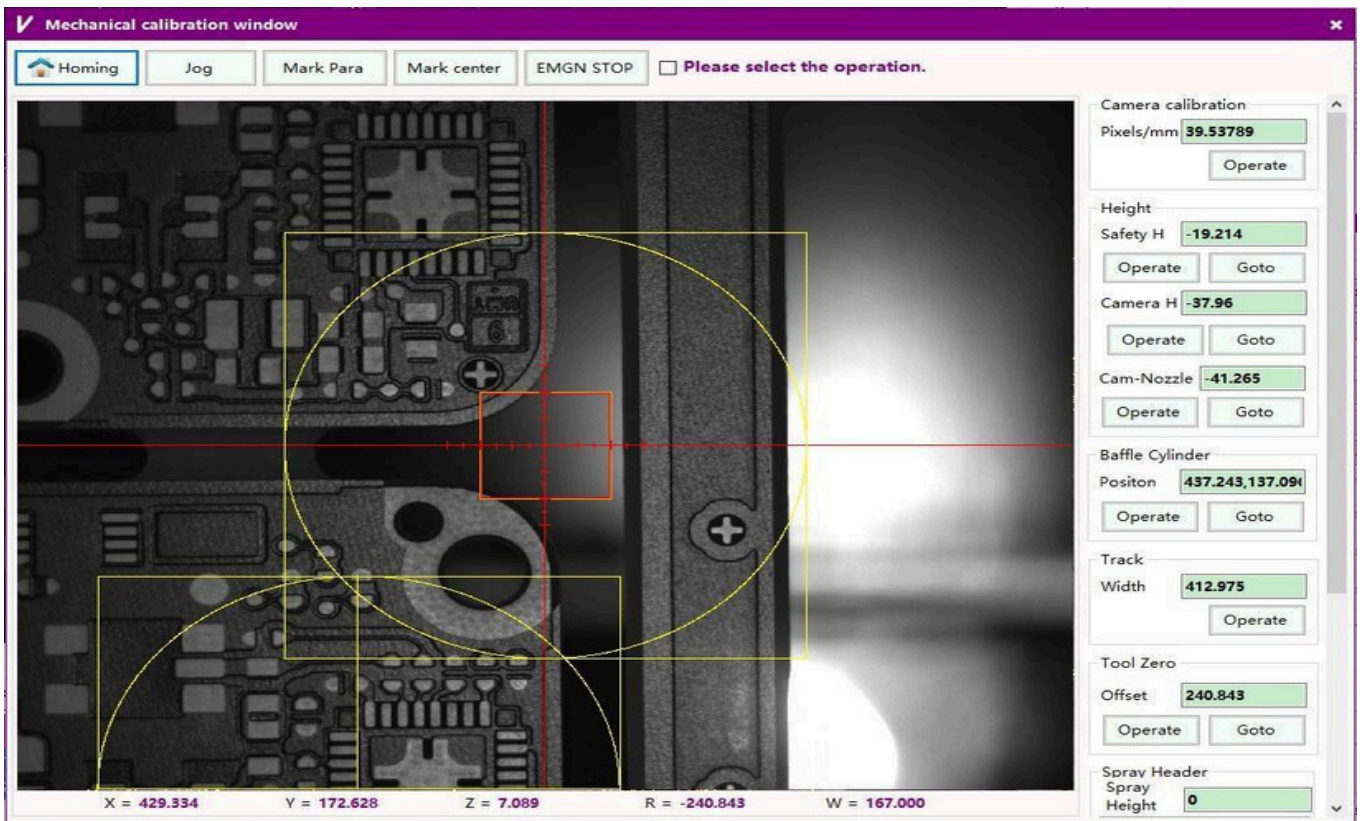 Mechanical calibration window
Homing Jog Mark Para Mark center EMGN STOP Please select the operation.
Camera calibration
Pixels/mm 39.53789
Operate
Height
Safety H -19.214
Operate Goto
Camera H -37.96
Operate Goto
Cam-Nozzle -41.265
Operate Goto
Baffle Cylinder
Positon 437.243,137.09
Operate Goto
Track
Width 412.975
Operate
Tool Zero
Offset 240.843
Operate Goto
Spray Header
Spray
Height 0
6
X = 429.334 Y = 172.628 Z = 7.089 R = -240.843 W = 167.000